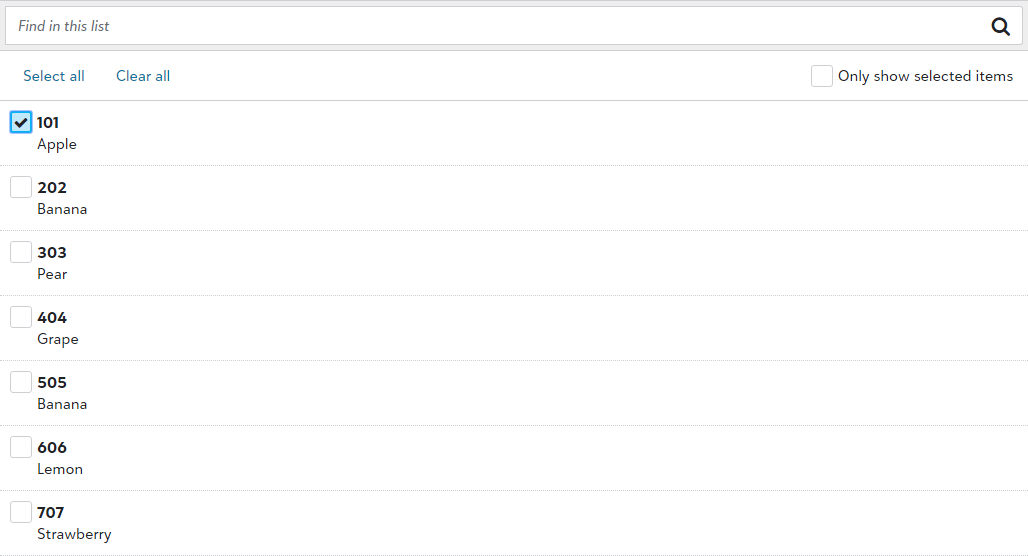 Find in this list
Select all Clear all Only show selected items
101
Apple
202
Banana
303
Pear
404
Grape
505
Banana
606
Lemon
707
Strawberry